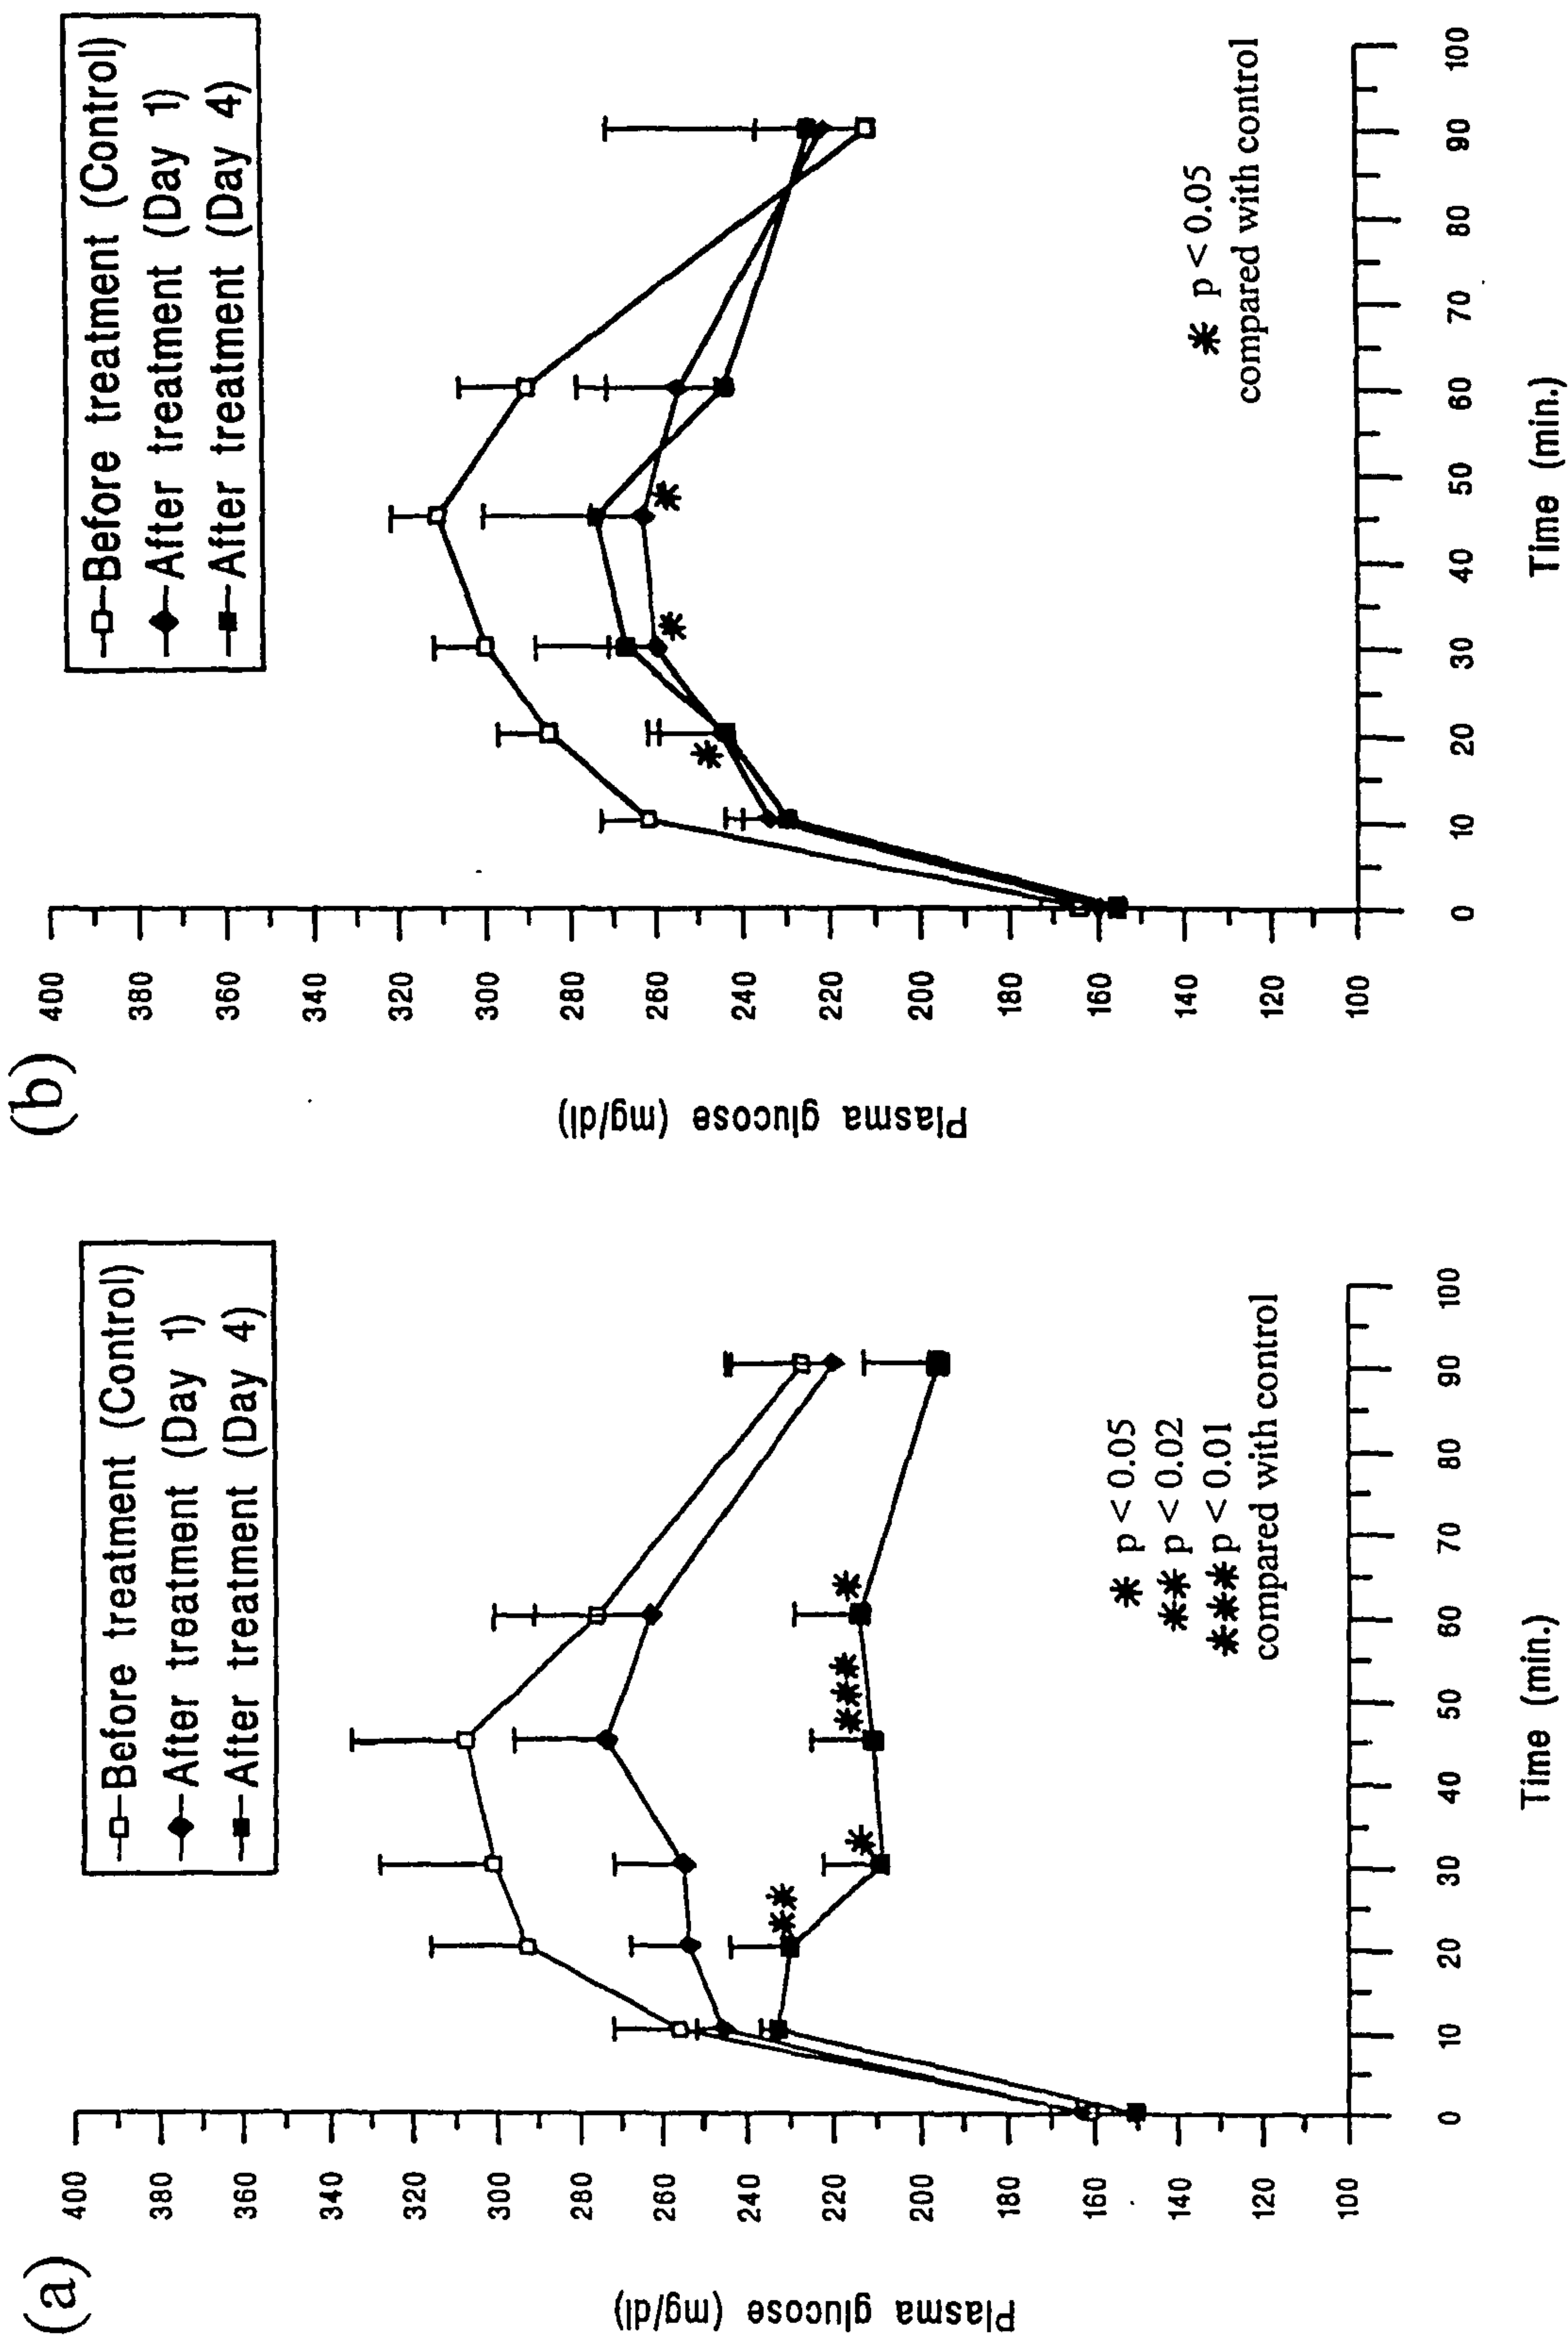 (a)
Before treatment (Control)
After treatment (Day 1)
After treatment (Day 4)
400
380
360
340
320
300
280
260
240
220
200
180
160
140
120
100
Plasma glucose (mg/dl)
* p < 0.05
** p < 0.02
*** p < 0.01
compared with control
**
*
***
*
0 10 20 30 40 50 60 70 80 90 100
Time (min.)
(b)
Before treatment (Control)
After treatment (Day 1)
After treatment (Day 4)
400
380
360
340
320
300
280
260
240
220
200
180
160
140
120
100
Plasma glucose (mg/dl)
*
*
*
* p < 0.05
compared with control
0 10 20 30 40 50 60 70 80 90 100
Time (min.)